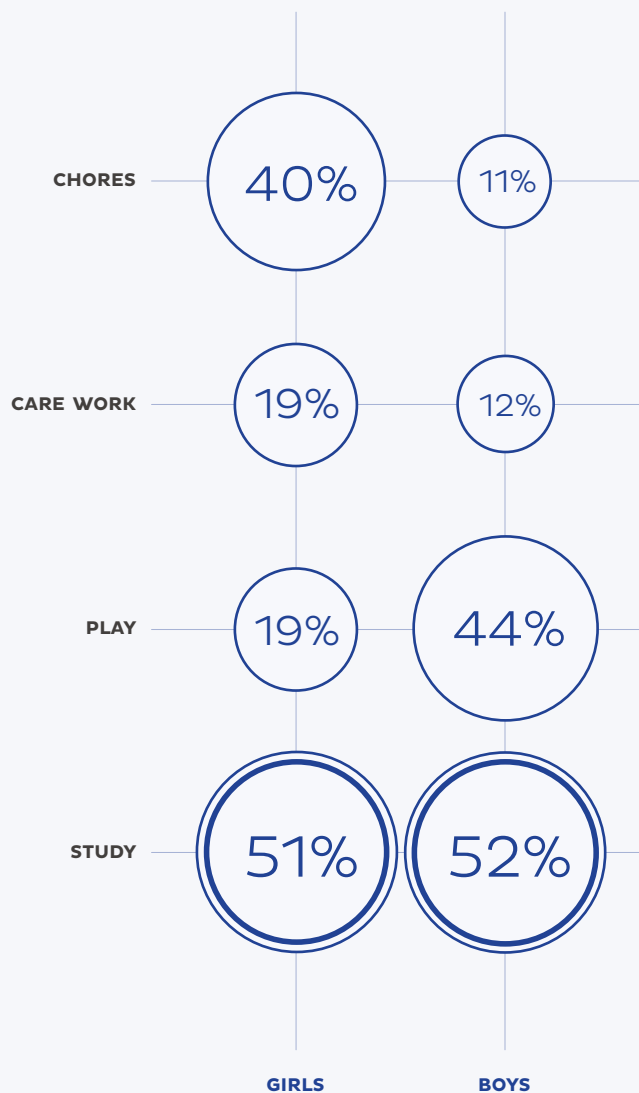 CHORES 40% 11%
CARE WORK 19% 12%
PLAY 19% 44%
STUDY 51% 52%
GIRLS BOYS